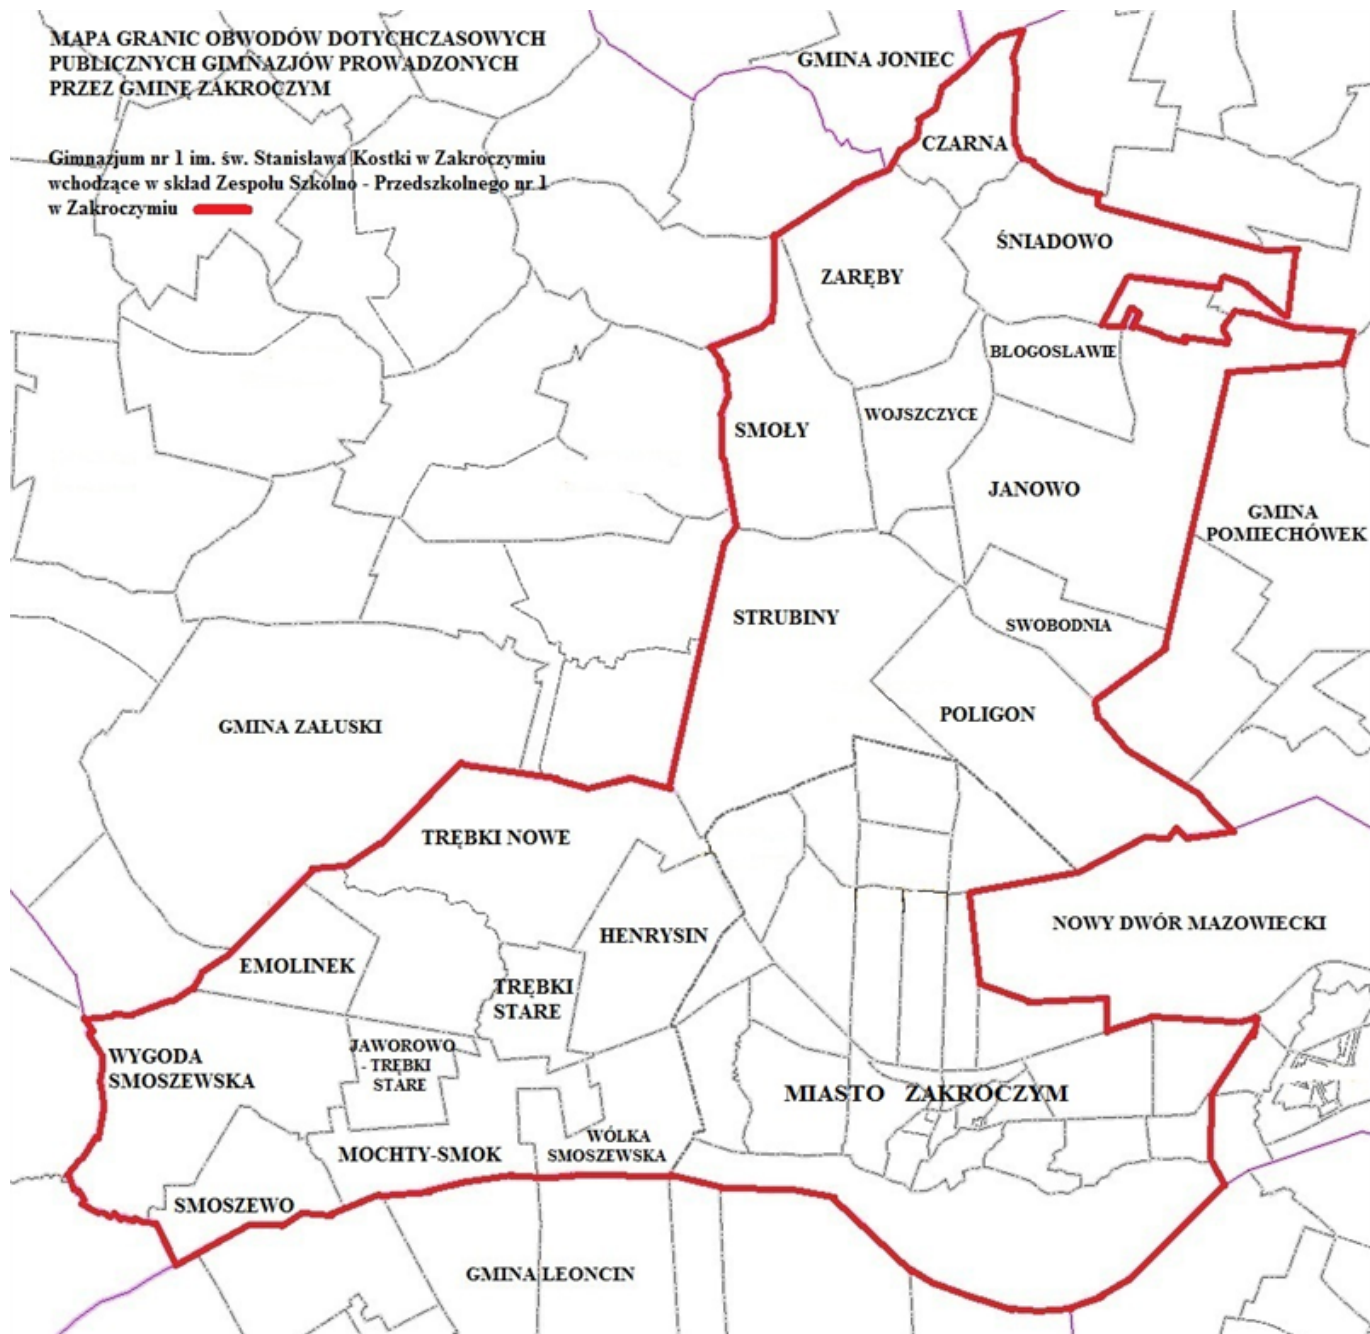 MAPA GRANIC OBWODÓW DOTYCHCZASOWYCH
PUBLICZNYCH GIMNAZJÓW PROWADZONYCH
PRZEZ GMINĘ ZAKROCZYM
Gimnazjum nr 1 im. św. Stanisława Kostki w Zakroczymiu
wchodzące w skład Zespołu Szkolno - Przedszkolnego nr 1
w Zakroczymiu
GMINA JONIEC
CZARNA
ŚNIADOWO
ZARĘBY
BŁOGOSLAWIE
WOJSZCZYCE
SMOŁY
JANOWO
GMINA
POMIECHÓWEK
STRUBINY
SWOBODNIA
POLIGON
GMINA ZAŁUSKI
TRĘBKI NOWE
NOWY DWÓR MAZOWIECKI
HENRYSIN
EMOLINEK
TRĘBKI
STARE
WYGODA
SMOSZEWSKA
JAWOROWO
- TRĘBKI
STARE
MIASTO ZAKROCZYM
MOCHTY-SMOK
WÓLKA
SMOSZEWSKA
SMOSZEWO
GMINA LEONCIN